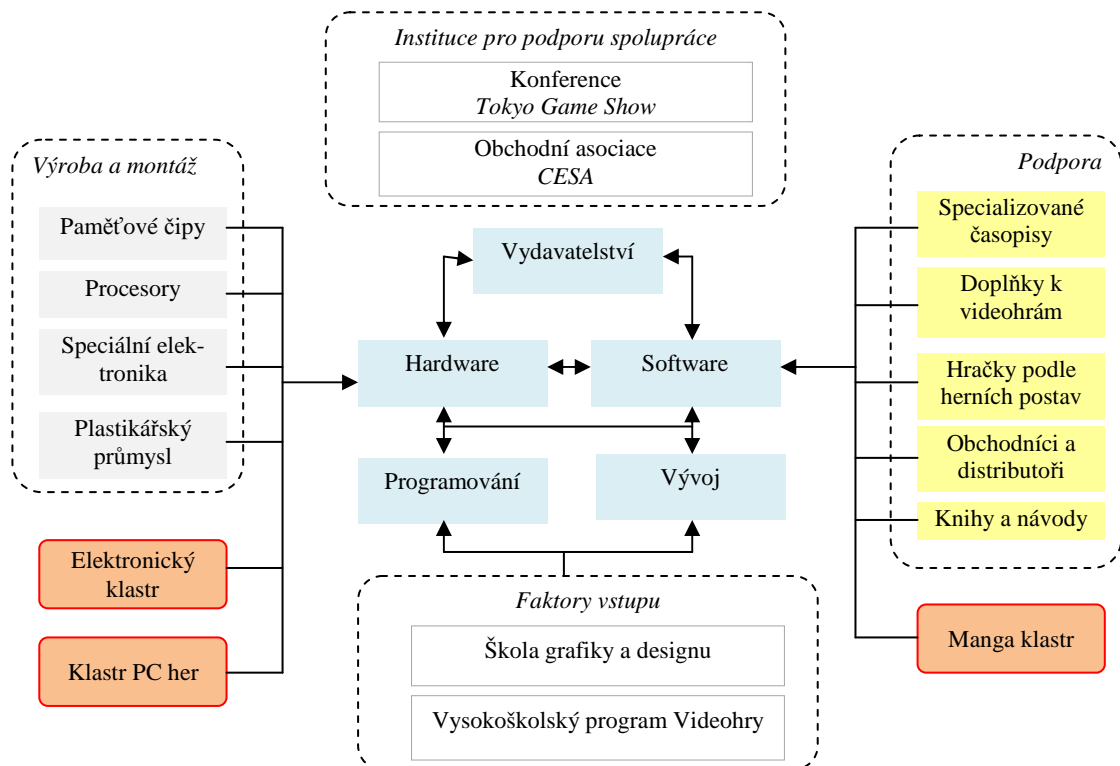 Instituce pro podporu spolupráce
Konference
Tokyo Game Show
Obchodní asociace
CESA
Výroba a montáž
Paměťové čipy
Procesory
Speciální elek-
tronika
Plastikářský
průmysl
Elektronický
klastr
Klastr PC her
Vydavatelství
Hardware
Software
Programování
Vývoj
Faktory vstupu
Škola grafiky a designu
Vysokoškolský program Videohry
Podpora
Specializované
časopisy
Doplňky k
videohrám
Hračky podle
herních postav
Obchodníci a
distributoři
Knihy a návody
Manga klastr